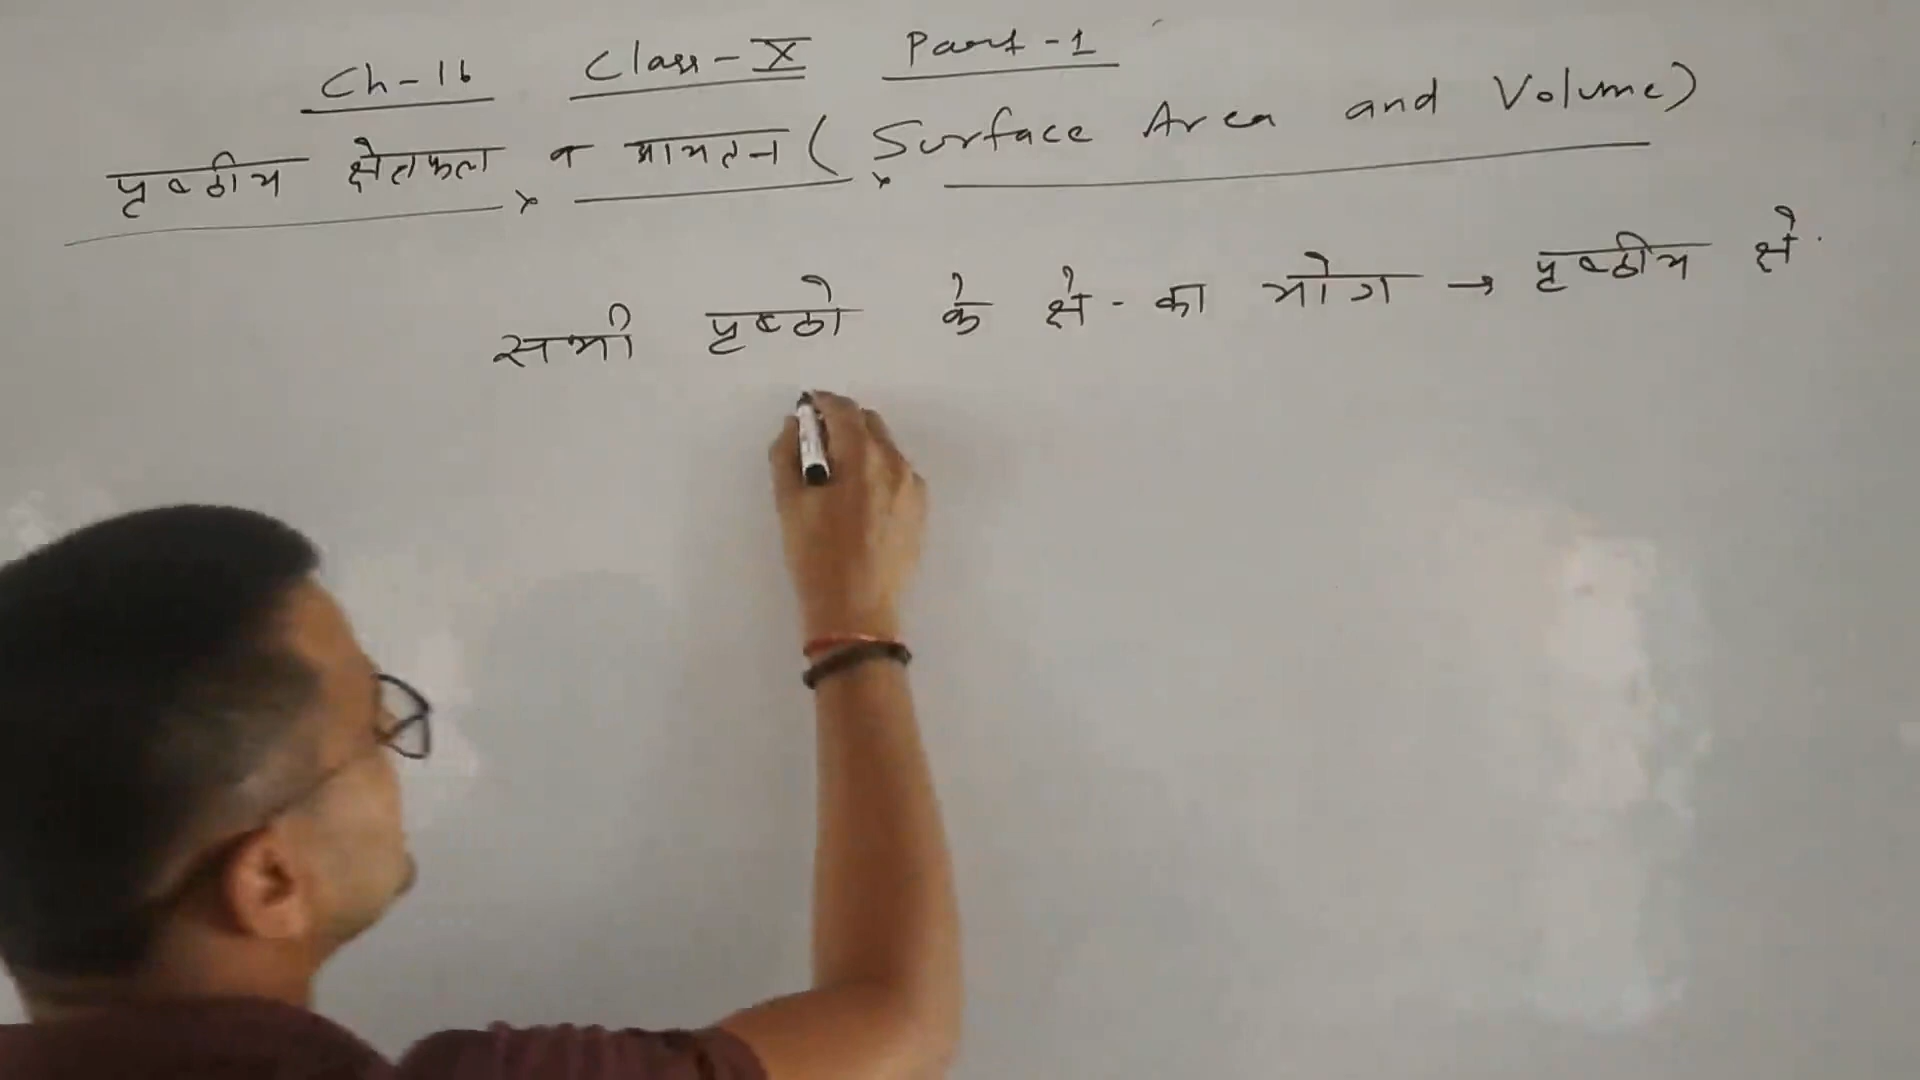 Ch-16 Class-X Part-1
पृष्ठीय क्षेत्रफल व आयतन (Surface Area and Volume)
सभी पृष्ठो के क्षे. का योग → पृष्ठीय क्षे.